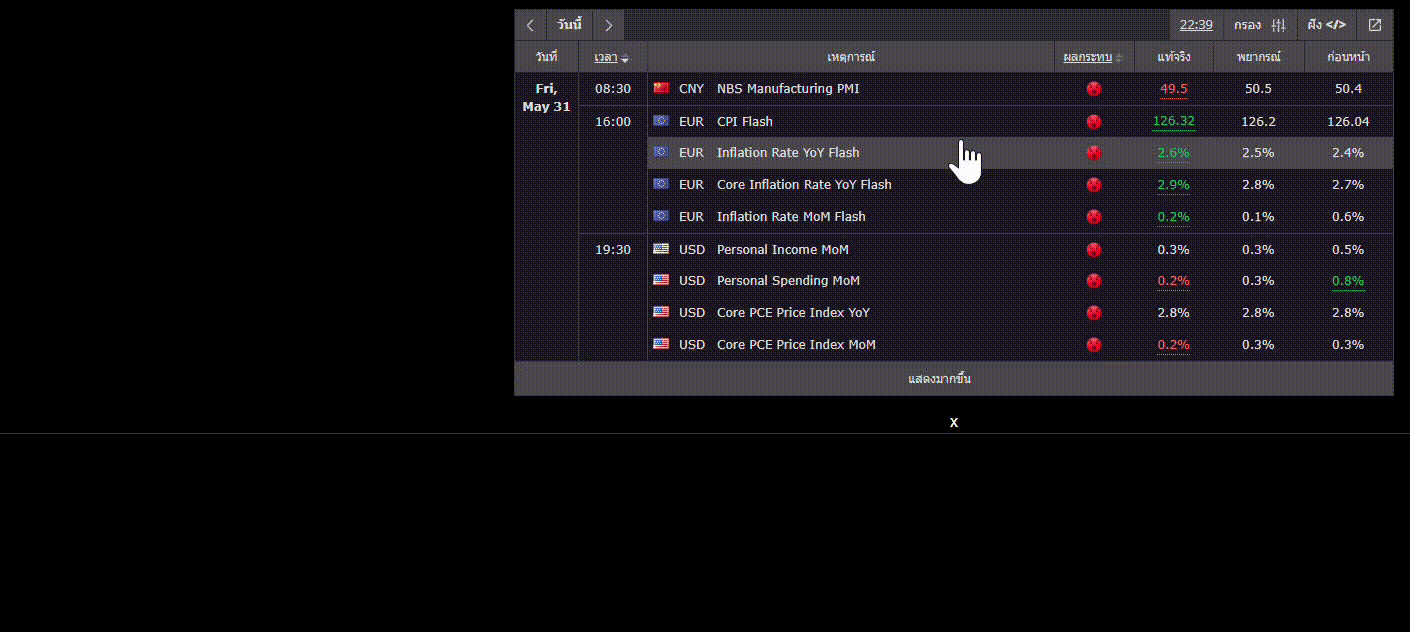 วันนี้ 22:39 กรอง ฝัง </>
วันที่ เวลา เหตุการณ์ ผลกระทบ แท้จริง พยากรณ์ ก่อนหน้า
Fri, May 31 08:30 CNY NBS Manufacturing PMI 49.5 50.5 50.4
16:00 EUR CPI Flash 126.32 126.2 126.04
EUR Inflation Rate YoY Flash 2.6% 2.5% 2.4%
EUR Core Inflation Rate YoY Flash 2.9% 2.8% 2.7%
EUR Inflation Rate MoM Flash 0.2% 0.1% 0.6%
19:30 USD Personal Income MoM 0.3% 0.3% 0.5%
USD Personal Spending MoM 0.2% 0.3% 0.8%
USD Core PCE Price Index YoY 2.8% 2.8% 2.8%
USD Core PCE Price Index MoM 0.2% 0.3% 0.3%
แสดงมากขึ้น
X